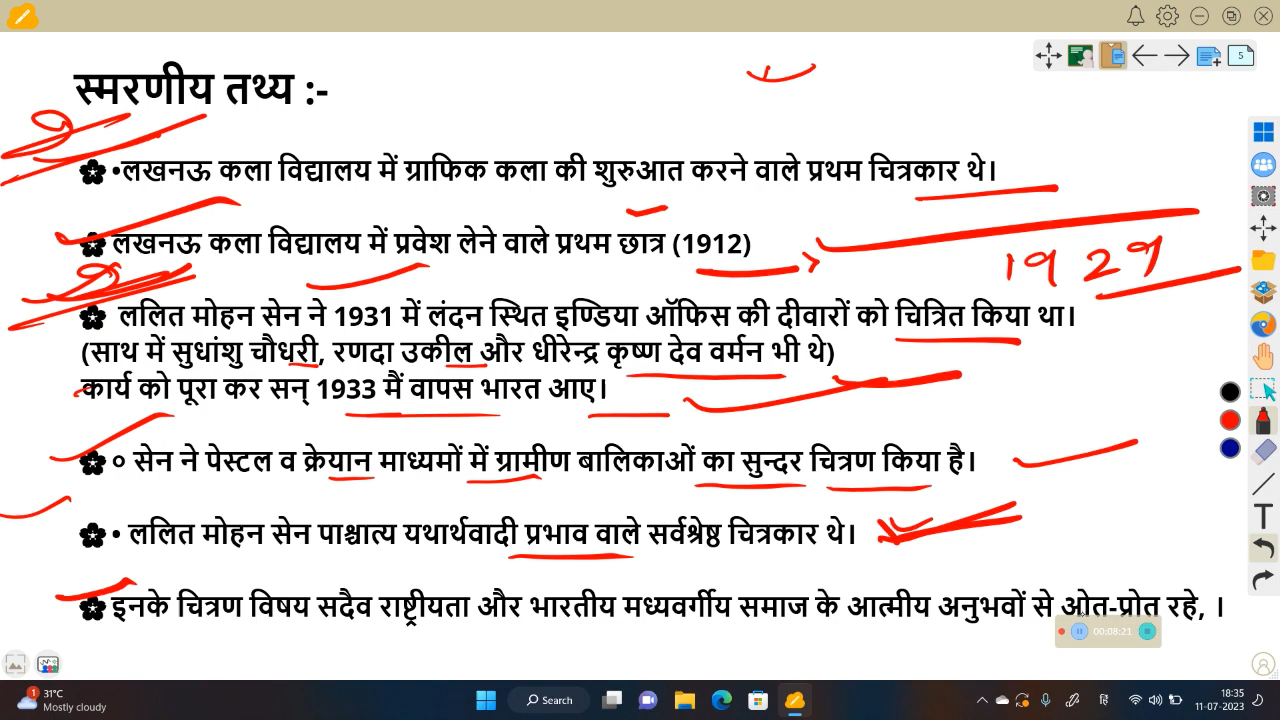 5
स्मरणीय तथ्य :-
•लखनऊ कला विद्यालय में ग्राफिक कला की शुरुआत करने वाले प्रथम चित्रकार थे।
लखनऊ कला विद्यालय में प्रवेश लेने वाले प्रथम छात्र (1912)
ललित मोहन सेन ने 1931 में लंदन स्थित इण्डिया ऑफिस की दीवारों को चित्रित किया था।
(साथ में सुधांशु चौधरी, रणदा उकील और धीरेन्द्र कृष्ण देव वर्मन भी थे)
कार्य को पूरा कर सन् 1933 मैं वापस भारत आए।
० सेन ने पेस्टल व क्रेयान माध्यमों में ग्रामीण बालिकाओं का सुन्दर चित्रण किया है।
• ललित मोहन सेन पाश्चात्य यथार्थवादी प्रभाव वाले सर्वश्रेष्ठ चित्रकार थे।
इनके चित्रण विषय सदैव राष्ट्रीयता और भारतीय मध्यवर्गीय समाज के आत्मीय अनुभवों से ओत-प्रोत रहे, ।
00:08:21
1
31°C
Mostly cloudy
Search
18:35
11-07-2023